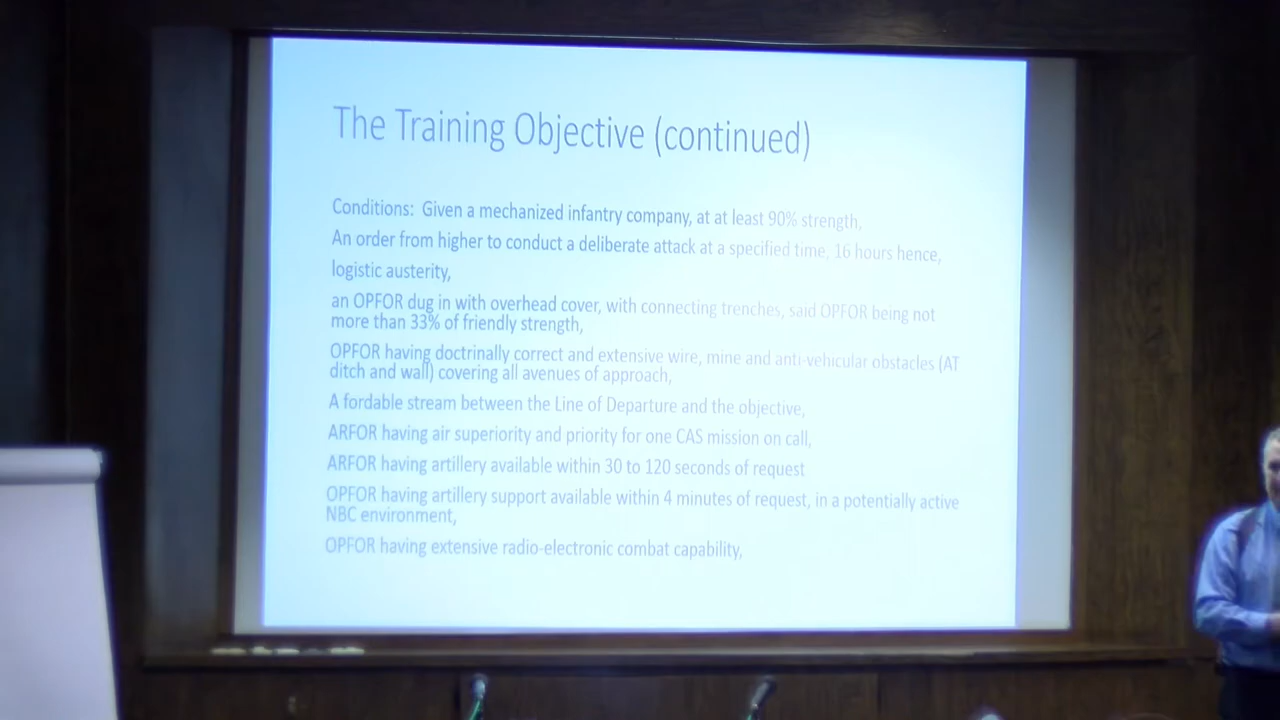 The Training Objective (continued)
Conditions:  Given a mechanized infantry company, at at least 90% strength,
An order from higher to conduct a deliberate attack at a specified time, 16 hours hence,
logistic austerity,
an OPFOR dug in with overhead cover, with connecting trenches, said OPFOR being not
more than 33% of friendly strength,
OPFOR having doctrinally correct and extensive wire, mine and anti-vehicular obstacles (AT
ditch and wall) covering all avenues of approach,
A fordable stream between the Line of Departure and the objective,
ARFOR having air superiority and priority for one CAS mission on call,
ARFOR having artillery available within 30 to 120 seconds of request
OPFOR having artillery support available within 4 minutes of request, in a potentially active
NBC environment,
OPFOR having extensive radio-electronic combat capability,